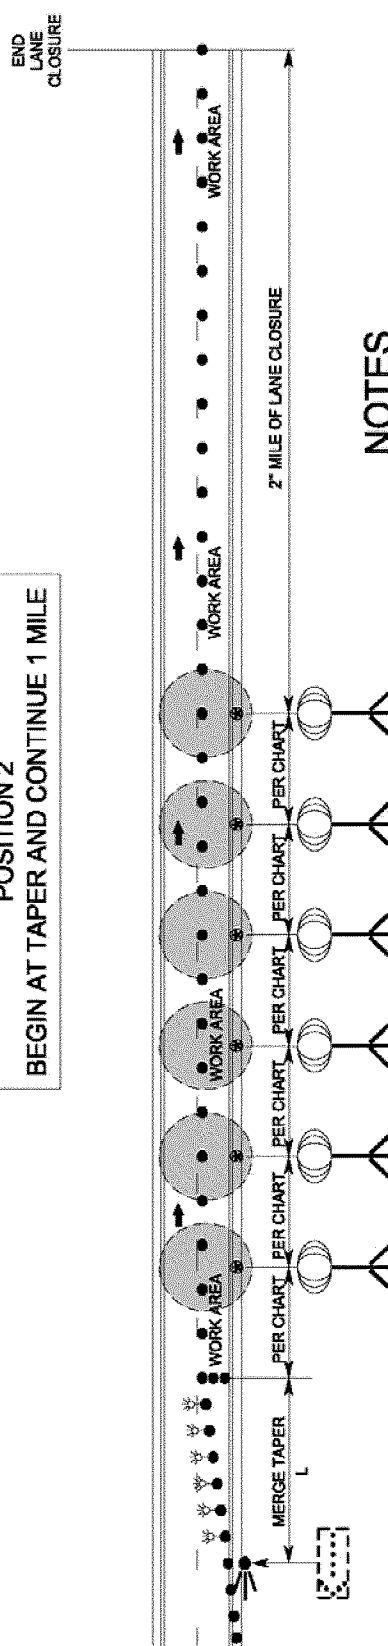 POSITION 2
BEGIN AT TAPER AND CONTINUE 1 MILE
END
LANE
CLOSURE
WORK AREA
WORK AREA
WORK AREA
WORK AREA
MERGE TAPER
L
PER CHART
PER CHART
PER CHART
PER CHART
PER CHART
PER CHART
2" MILE OF LANE CLOSURE
NOTES